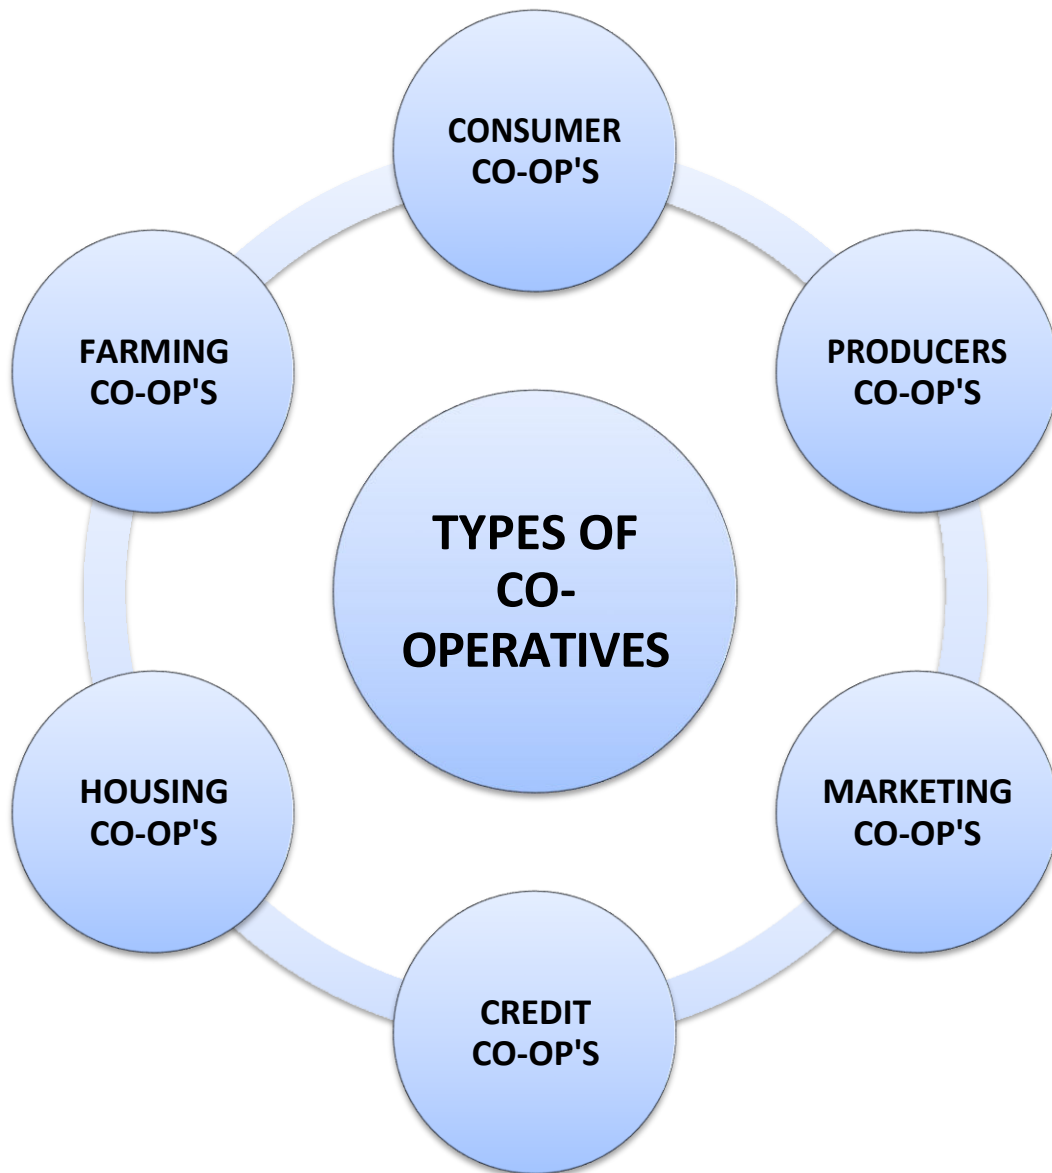 CONSUMER
CO-OP'S
FARMING
CO-OP'S
PRODUCERS
CO-OP'S
TYPES OF
CO-
OPERATIVES
HOUSING
CO-OP'S
MARKETING
CO-OP'S
CREDIT
CO-OP'S